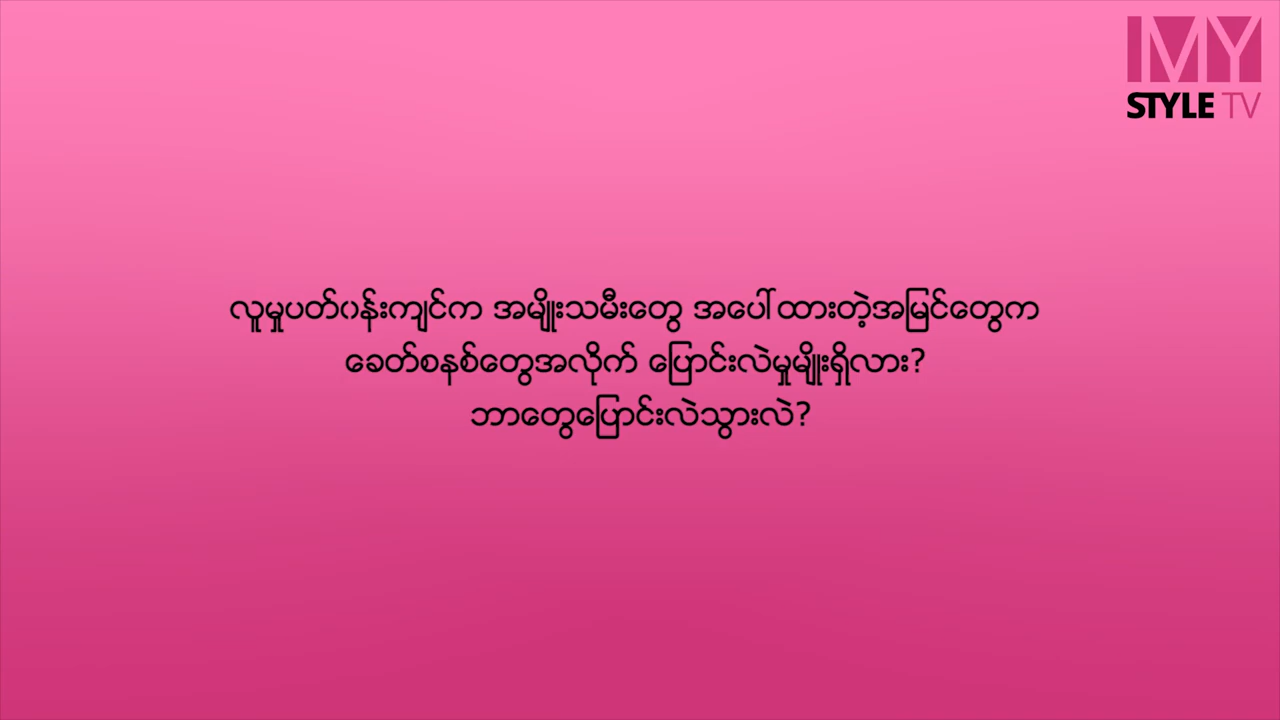 MY
STYLE TV
လူမှုပတ်ဝန်းကျင်က အမျိုးသမီးတွေ အပေါ်ထားတဲ့အမြင်တွေက
ခေတ်စနစ်တွေအလိုက် ပြောင်းလဲမှုမျိုးရှိလား?
ဘာတွေပြောင်းလဲသွားလဲ?